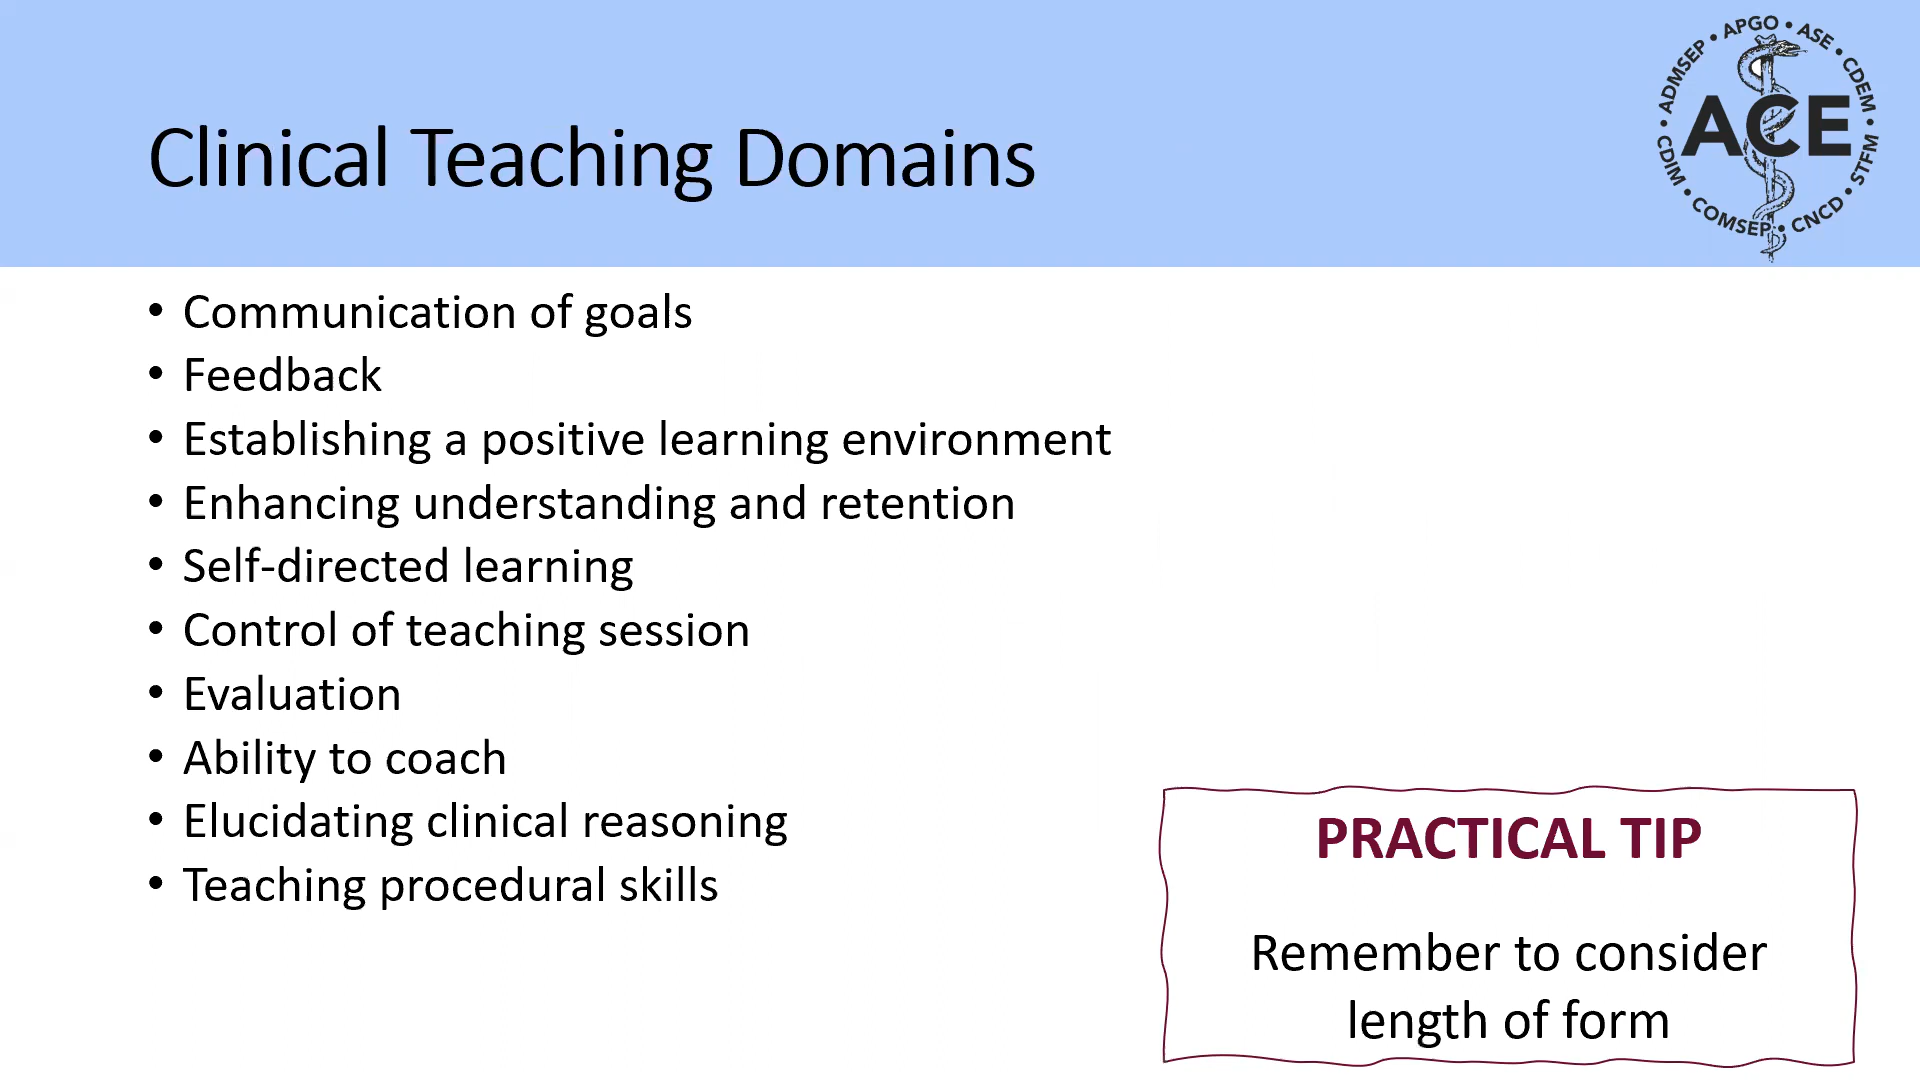 Clinical Teaching Domains
ADMSEP • APGO • ASE • CDEM • STFM • CNCD • COMSEP • CDIM •
ACE
• Communication of goals
• Feedback
• Establishing a positive learning environment
• Enhancing understanding and retention
• Self-directed learning
• Control of teaching session
• Evaluation
• Ability to coach
• Elucidating clinical reasoning
• Teaching procedural skills
PRACTICAL TIP
Remember to consider
length of form